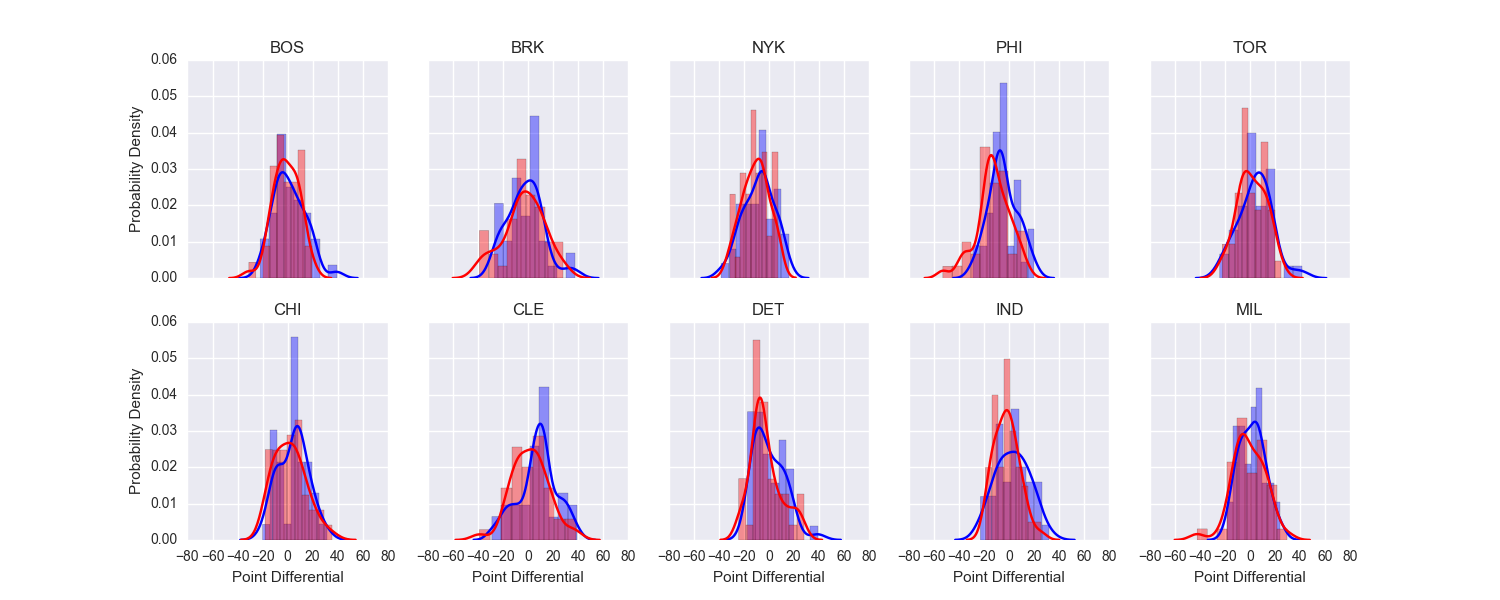 BOS BRK NYK PHI TOR
0.06
0.05
0.04
0.03
0.02
0.01
0.00
Probability Density
CHI CLE DET IND MIL
0.06
0.05
0.04
0.03
0.02
0.01
0.00
Probability Density
−80 −60 −40 −20 0 20 40 60 80 −80 −60 −40 −20 0 20 40 60 80 −80 −60 −40 −20 0 20 40 60 80 −80 −60 −40 −20 0 20 40 60 80 −80 −60 −40 −20 0 20 40 60 80
Point Differential Point Differential Point Differential Point Differential Point Differential